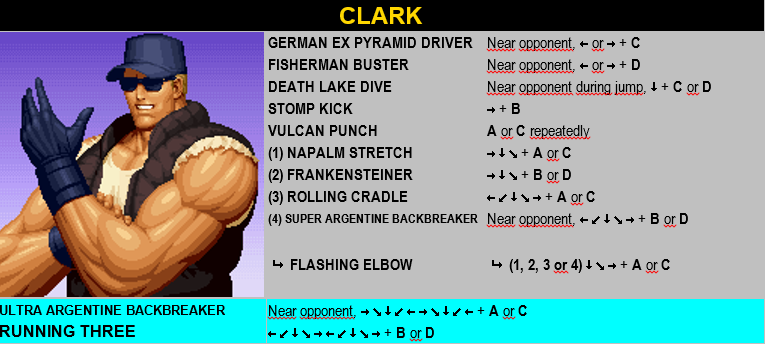 CLARK
GERMAN EX PYRAMID DRIVER Near opponent, ← or → + C
FISHERMAN BUSTER Near opponent, ← or → + D
DEATH LAKE DIVE Near opponent during jump, ↓ + C or D
STOMP KICK → + B
VULCAN PUNCH A or C repeatedly
(1) NAPALM STRETCH → ↓ ↘ + A or C
(2) FRANKENSTEINER → ↓ ↘ + B or D
(3) ROLLING CRADLE ← ↙ ↓ ↘ → + A or C
(4) SUPER ARGENTINE BACKBREAKER Near opponent, ← ↙ ↓ ↘ → + B or D
↳ FLASHING ELBOW ↳ (1, 2, 3 or 4) ↓ ↘ → + A or C
ULTRA ARGENTINE BACKBREAKER Near opponent, → ↘ ↓ ↙ ← → ↘ ↓ ↙ ← + A or C
RUNNING THREE ← ↙ ↓ ↘ → ← ↙ ↓ ↘ → + B or D